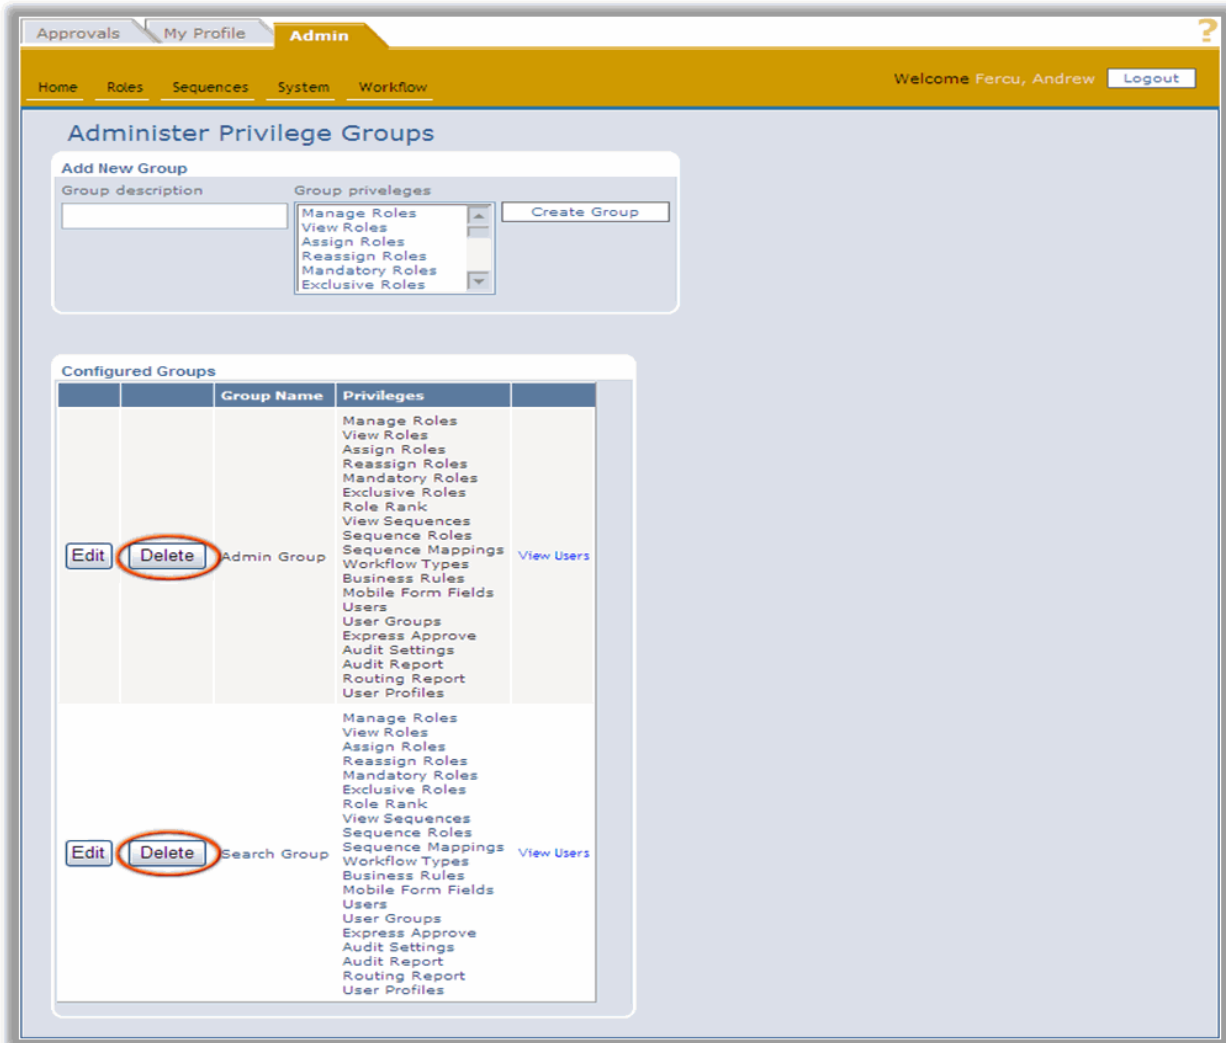 Approvals My Profile Admin ?
Home Roles Sequences System Workflow Welcome Fercu, Andrew Logout
Administer Privilege Groups
Add New Group
Group description Group priveleges
Manage Roles Create Group
View Roles
Assign Roles
Reassign Roles
Mandatory Roles
Exclusive Roles
Configured Groups
Group Name Privileges
Manage Roles
View Roles
Assign Roles
Reassign Roles
Mandatory Roles
Exclusive Roles
Role Rank
View Sequences
Sequence Roles
Edit Delete Admin Group Sequence Mappings View Users
Workflow Types
Business Rules
Mobile Form Fields
Users
User Groups
Express Approve
Audit Settings
Audit Report
Routing Report
User Profiles
Manage Roles
View Roles
Assign Roles
Reassign Roles
Mandatory Roles
Exclusive Roles
Role Rank
View Sequences
Sequence Roles
Edit Delete Search Group Sequence Mappings View Users
Workflow Types
Business Rules
Mobile Form Fields
Users
User Groups
Express Approve
Audit Settings
Audit Report
Routing Report
User Profiles